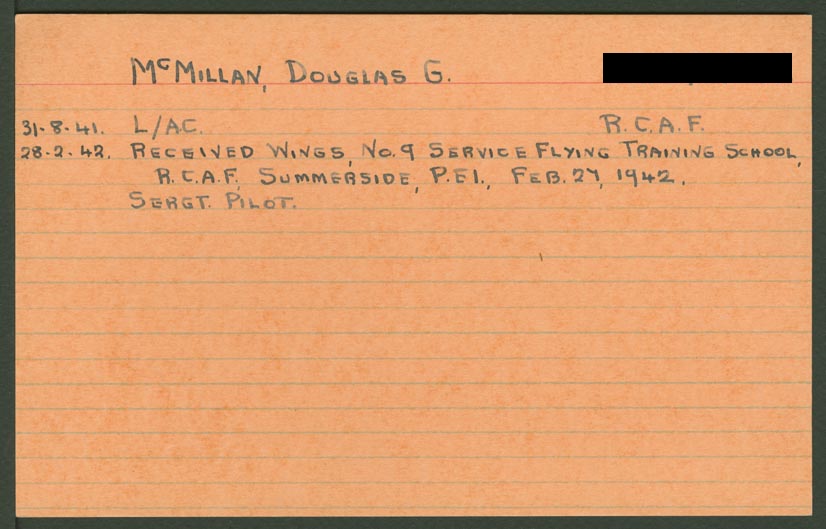 McMILLAN, DOUGLAS G.
31-8-41. L/AC. R.C.A.F.
28-2-42. RECEIVED WINGS, NO. 9 SERVICE FLYING TRAINING SCHOOL,
R.C.A.F., SUMMERSIDE, P.E.I., FEB. 27, 1942.
SERGT. PILOT.